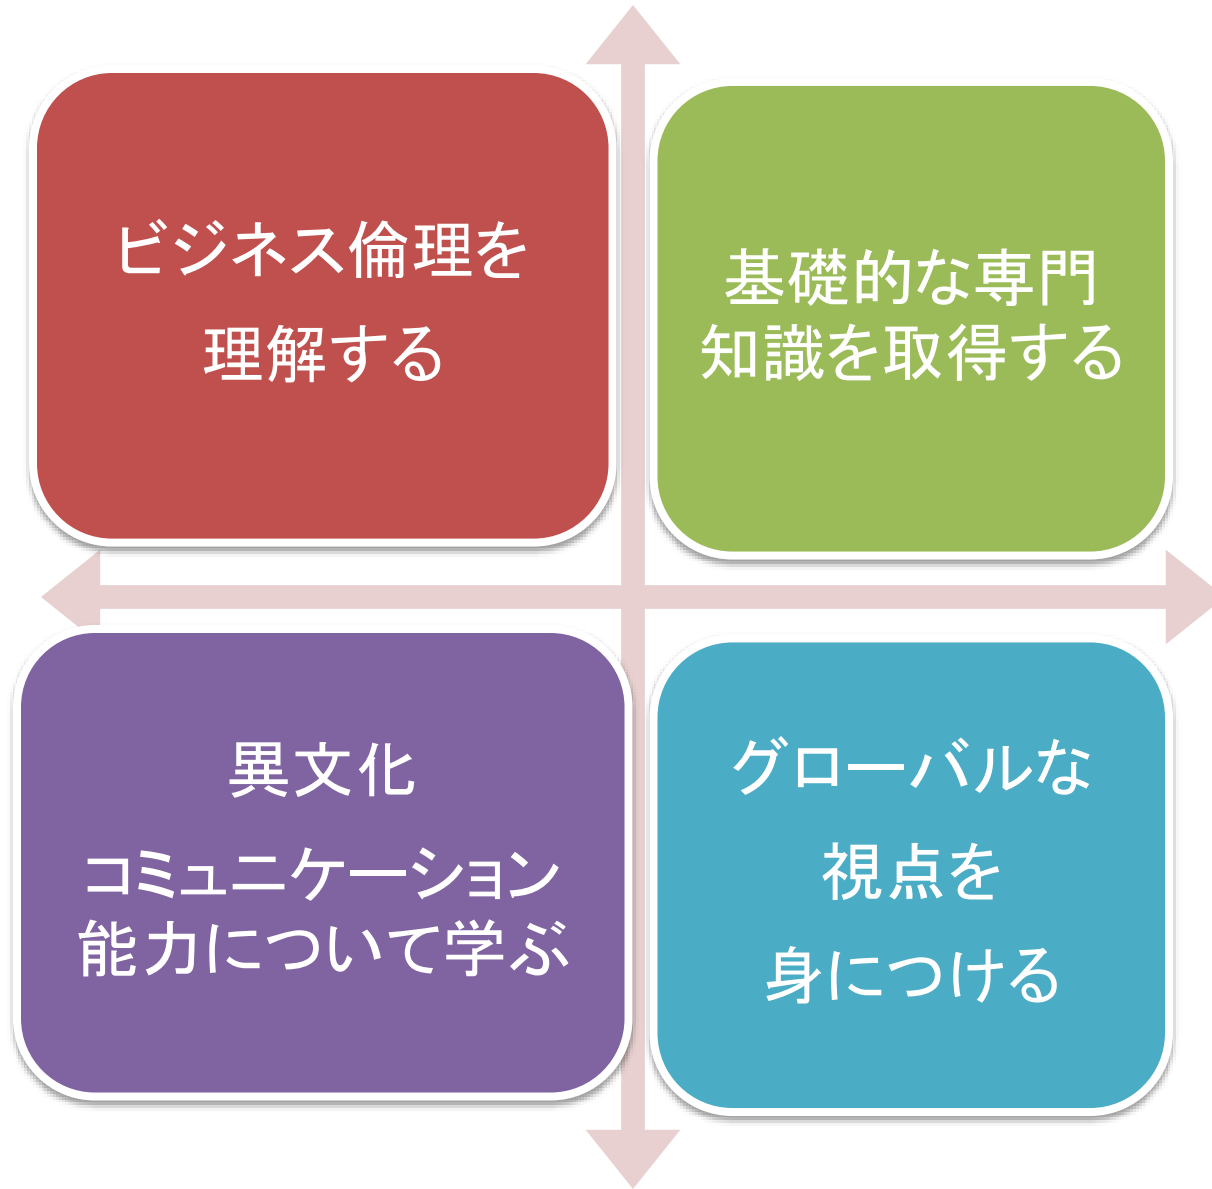 ビジネス倫理を
理解する
基礎的な専門
知識を取得する
異文化
コミュニケーション
能力について学ぶ
グローバルな
視点を
身につける